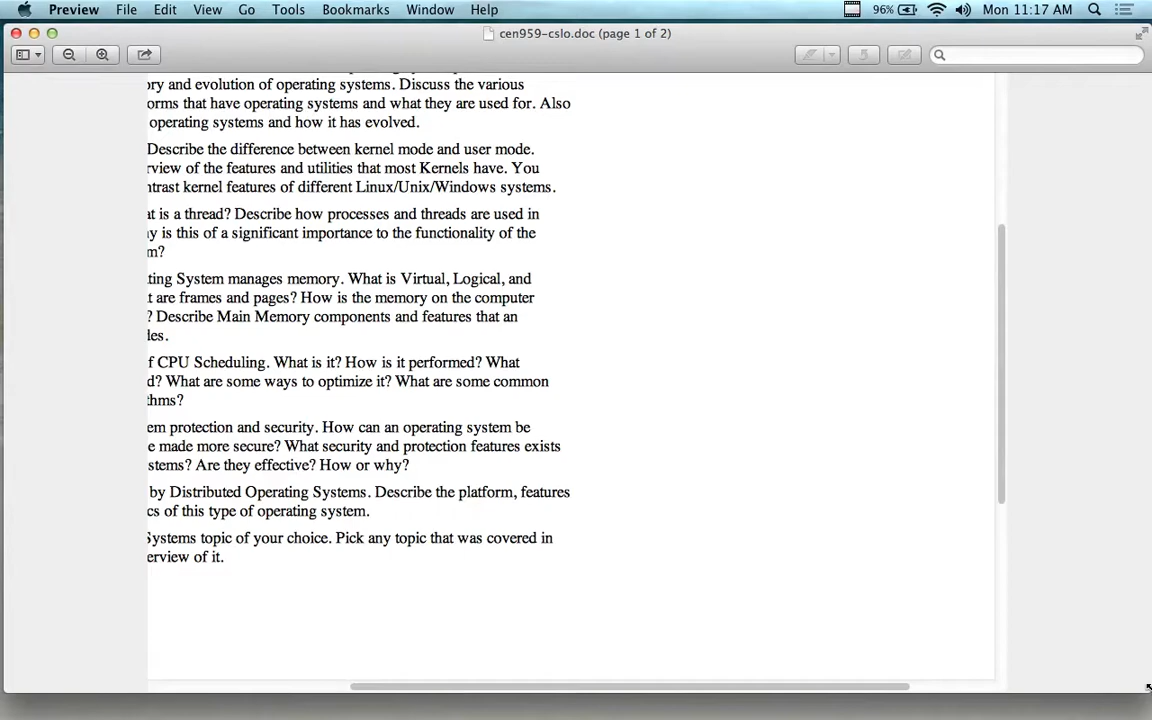 Preview File Edit View Go Tools Bookmarks Window Help 96% Mon 11:17 AM
cen959-cslo.doc (page 1 of 2)
ry and evolution of operating systems. Discuss the various
orms that have operating systems and what they are used for. Also
operating systems and how it has evolved.
Describe the difference between kernel mode and user mode.
rview of the features and utilities that most Kernels have. You
ntrast kernel features of different Linux/Unix/Windows systems.
at is a thread? Describe how processes and threads are used in
y is this of a significant importance to the functionality of the
m?
ting System manages memory. What is Virtual, Logical, and
t are frames and pages? How is the memory on the computer
? Describe Main Memory components and features that an
des.
f CPU Scheduling. What is it? How is it performed? What
d? What are some ways to optimize it? What are some common
thms?
em protection and security. How can an operating system be
e made more secure? What security and protection features exists
stems? Are they effective? How or why?
by Distributed Operating Systems. Describe the platform, features
cs of this type of operating system.
Systems topic of your choice. Pick any topic that was covered in
erview of it.